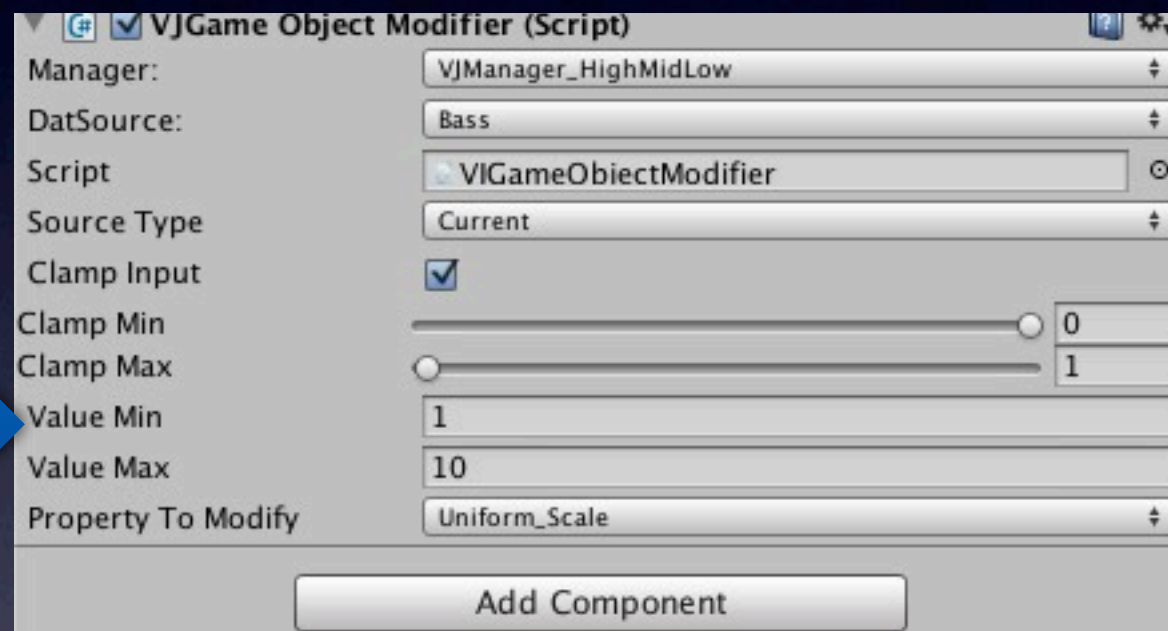 VJGame Object Modifier (Script)
Manager: VJManager_HighMidLow
DatSource: Bass
Script VIGameObiectModifier
Source Type Current
Clamp Input
Clamp Min 0
Clamp Max 1
Value Min 1
Value Max 10
Property To Modify Uniform_Scale
Add Component